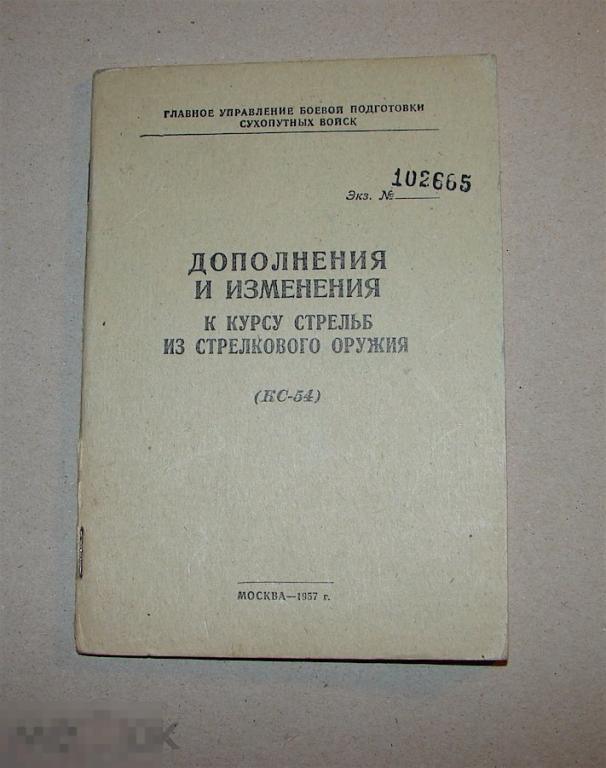 ГЛАВНОЕ УПРАВЛЕНИЕ БОЕВОЙ ПОДГОТОВКИ
СУХОПУТНЫХ ВОЙСК
Экз. № 102665
ДОПОЛНЕНИЯ
И ИЗМЕНЕНИЯ
К КУРСУ СТРЕЛЬБ
ИЗ СТРЕЛКОВОГО ОРУЖИЯ
(КС-54)
МОСКВА—1957 г.